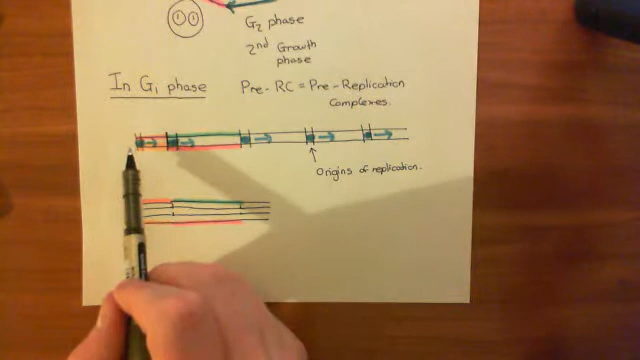 G₂ phase
2nd Growth
phase
In G₁ phase
Pre-RC = Pre-Replication
Complexes.
Origins of replication.